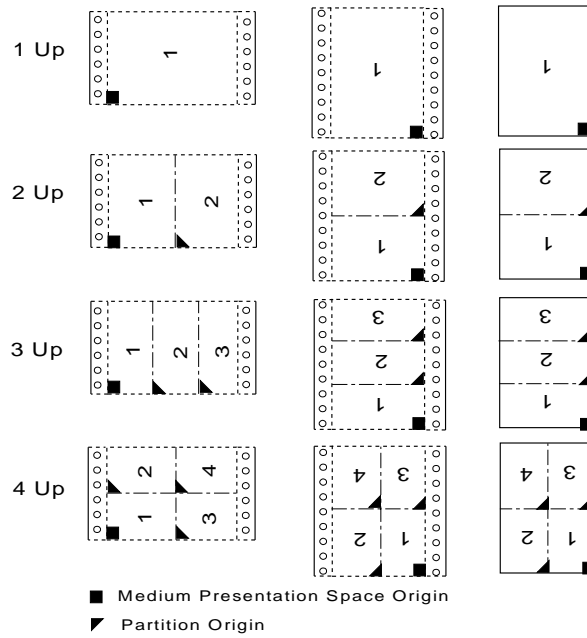 1 Up
1 1 1
2 Up
1 2
2 2
1 1
3 Up
1 2 3
3 3
2 2
1 1
4 Up
2 4
1 3
4 3 4 3
2 1 2 1
Medium Presentation Space Origin
Partition Origin